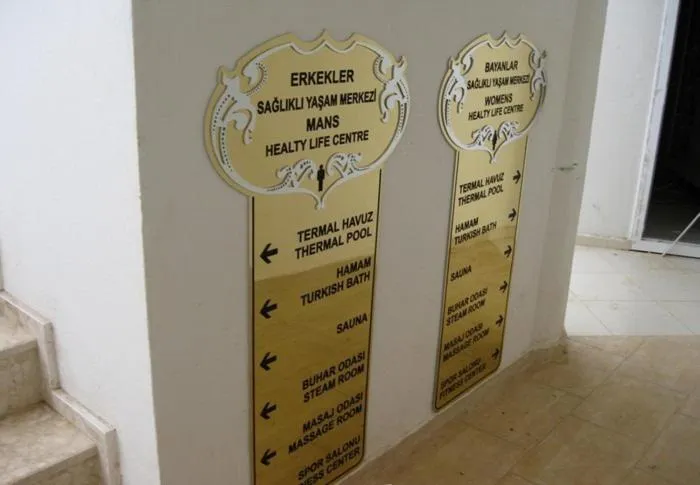 ERKEKLER
SAĞLIKLI YAŞAM MERKEZİ
MANS
HEALTY LIFE CENTRE
TERMAL HAVUZ
THERMAL POOL
HAMAM
TURKISH BATH
SAUNA
BUHAR ODASI
STEAM ROOM
MASAJ ODASI
MASSAGE ROOM
SPOR SALONU
FITNESS CENTER
BAYANLAR
SAĞLIKLI YAŞAM MERKEZİ
WOMENS
HEALTY LIFE CENTRE
TERMAL HAVUZ
THERMAL POOL
HAMAM
TURKISH BATH
SAUNA
BUHAR ODASI
STEAM ROOM
MASAJ ODASI
MASSAGE ROOM
SPOR SALONU
FITNESS CENTER